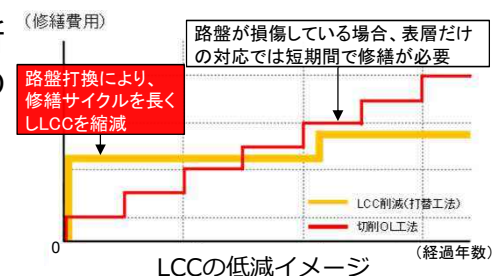 （修繕費用）
路盤が損傷している場合、表層だけ
の対応では短期間で修繕が必要
路盤打換により、
修繕サイクルを長く
しLCCを縮減
LCC削減(打替工法)
切削OL工法
0
（経過年数）
LCCの低減イメージ